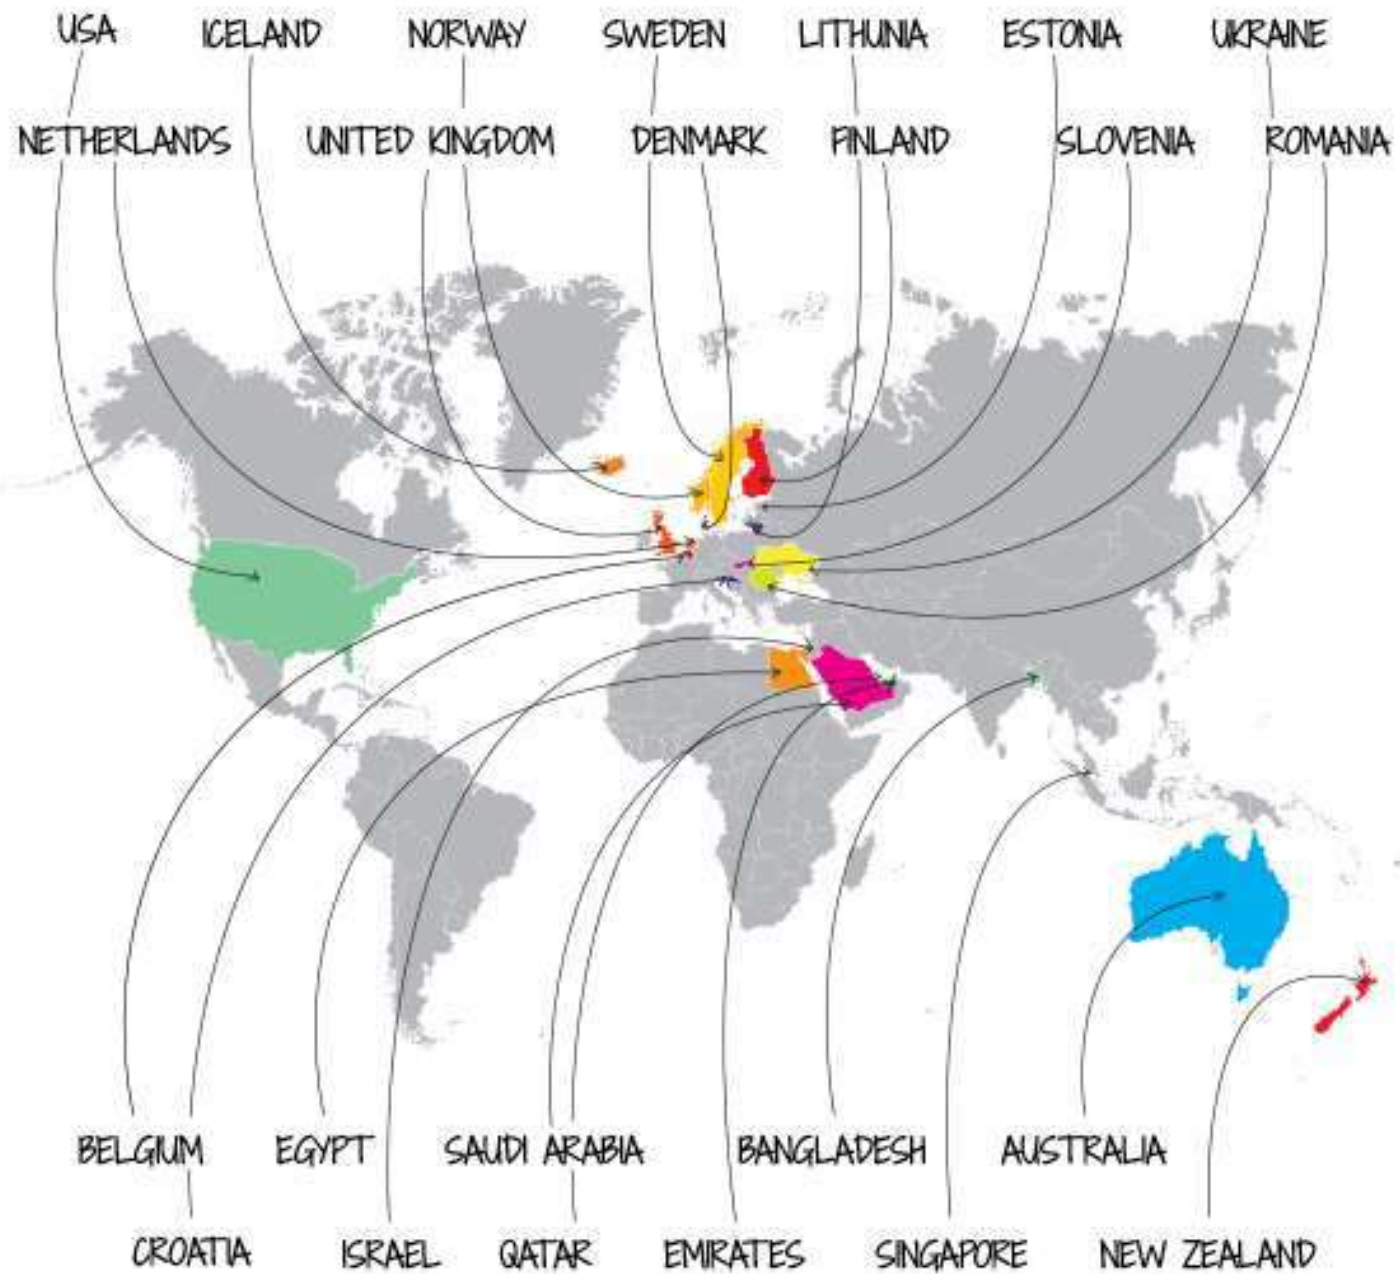 USA ICELAND NORWAY SWEDEN LITHUNIA ESTONIA UKRAINE
NETHERLANDS UNITED KINGDOM DENMARK FINLAND SLOVENIA ROMANIA
BELGIUM EGYPT SAUDI ARABIA BANGLADESH AUSTRALIA
CROATIA ISRAEL QATAR EMIRATES SINGAPORE NEW ZEALAND